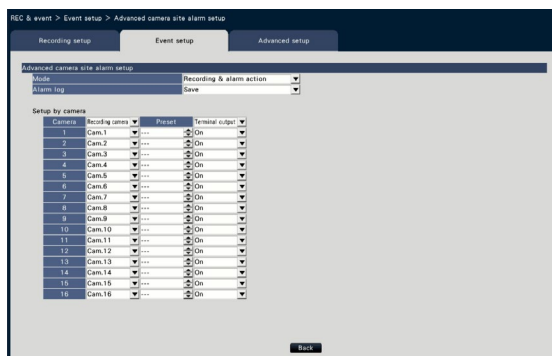 REC & event > Event setup > Advanced camera site alarm setup
Recording setup Event setup Advanced setup
Advanced camera site alarm setup
Mode Recording & alarm action
Alarm log Save
Setup by camera
Camera Recording camera Preset Terminal output
1 Cam.1 --- On
2 Cam.2 --- On
3 Cam.3 --- On
4 Cam.4 --- On
5 Cam.5 --- On
6 Cam.6 --- On
7 Cam.7 --- On
8 Cam.8 --- On
9 Cam.9 --- On
10 Cam.10 --- On
11 Cam.11 --- On
12 Cam.12 --- On
13 Cam.13 --- On
14 Cam.14 --- On
15 Cam.15 --- On
16 Cam.16 --- On
Back